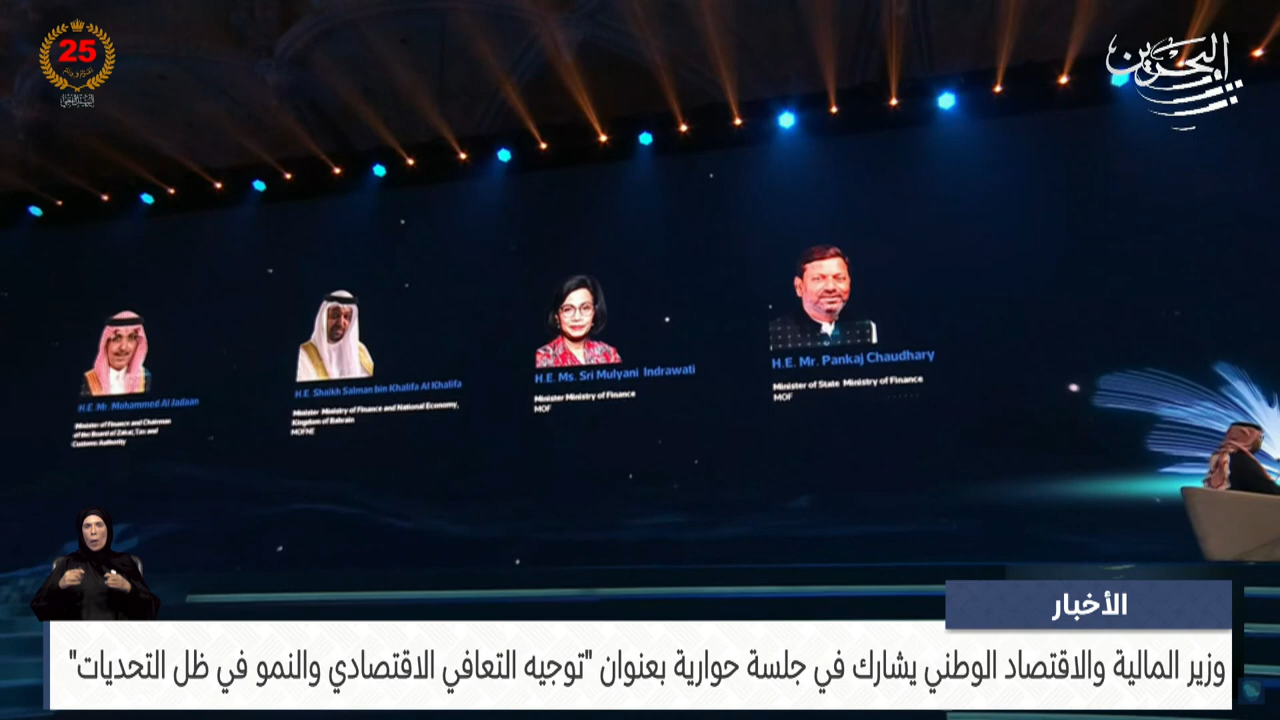 25
البحرين
H.E. Mr. Mohammed Al Jadaan
Minister of Finance and Chairman
of the Board of Zakat, Tax and
Customs Authority
H.E. Shaikh Salman bin Khalifa Al Khalifa
Minister Ministry of Finance and National Economy,
Kingdom of Bahrain
MOFNE
H.E. Ms. Sri Mulyani Indrawati
Minister Ministry of Finance
MOF
H.E. Mr. Pankaj Chaudhary
Minister of State Ministry of Finance
MOF
الأخبار
وزير المالية والاقتصاد الوطني يشارك في جلسة حوارية بعنوان "توجيه التعافي الاقتصادي والنمو في ظل التحديات"